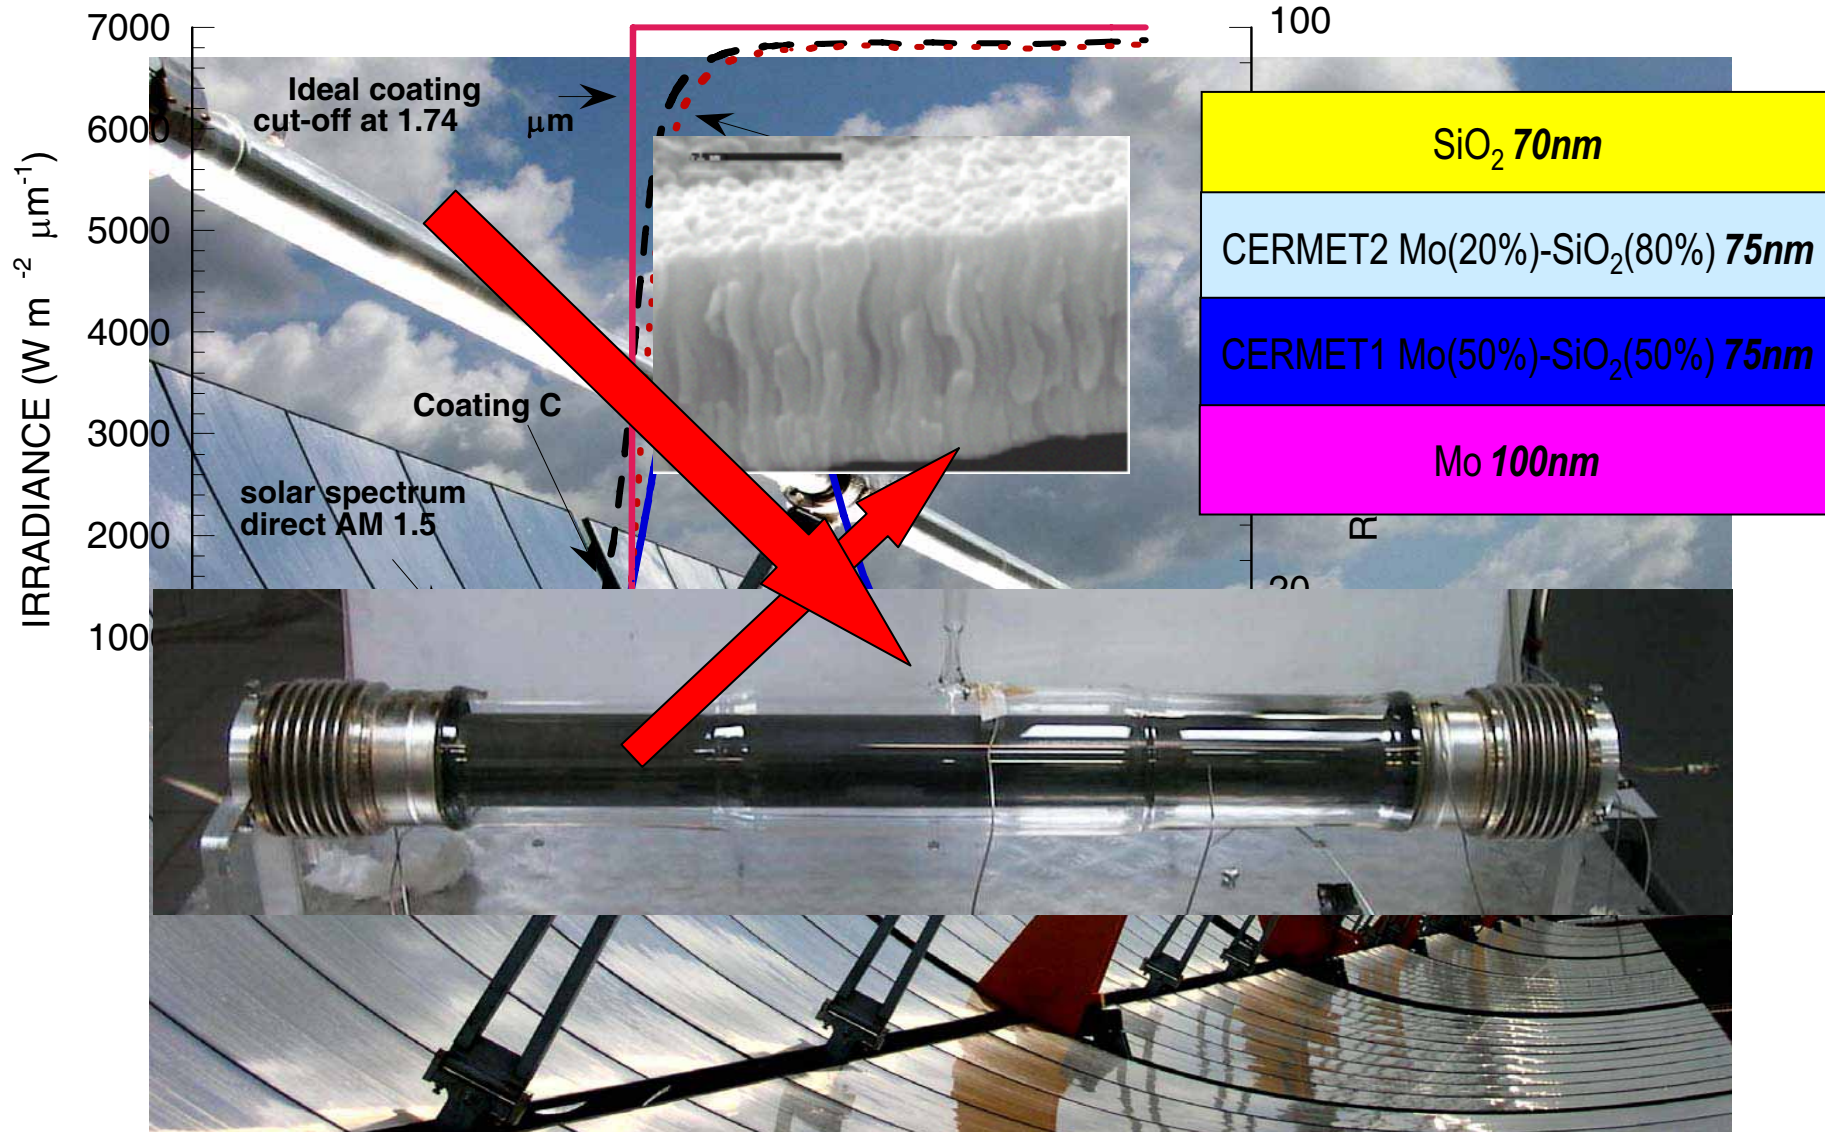 7000
6000
5000
4000
3000
2000
IRRADIANCE (W m⁻² μm⁻¹)
Ideal coating
cut-off at 1.74 μm
Coating C
solar spectrum
direct AM 1.5
100
SiO₂ 70nm
CERMET2 Mo(20%)-SiO₂(80%) 75nm
CERMET1 Mo(50%)-SiO₂(50%) 75nm
Mo 100nm
R